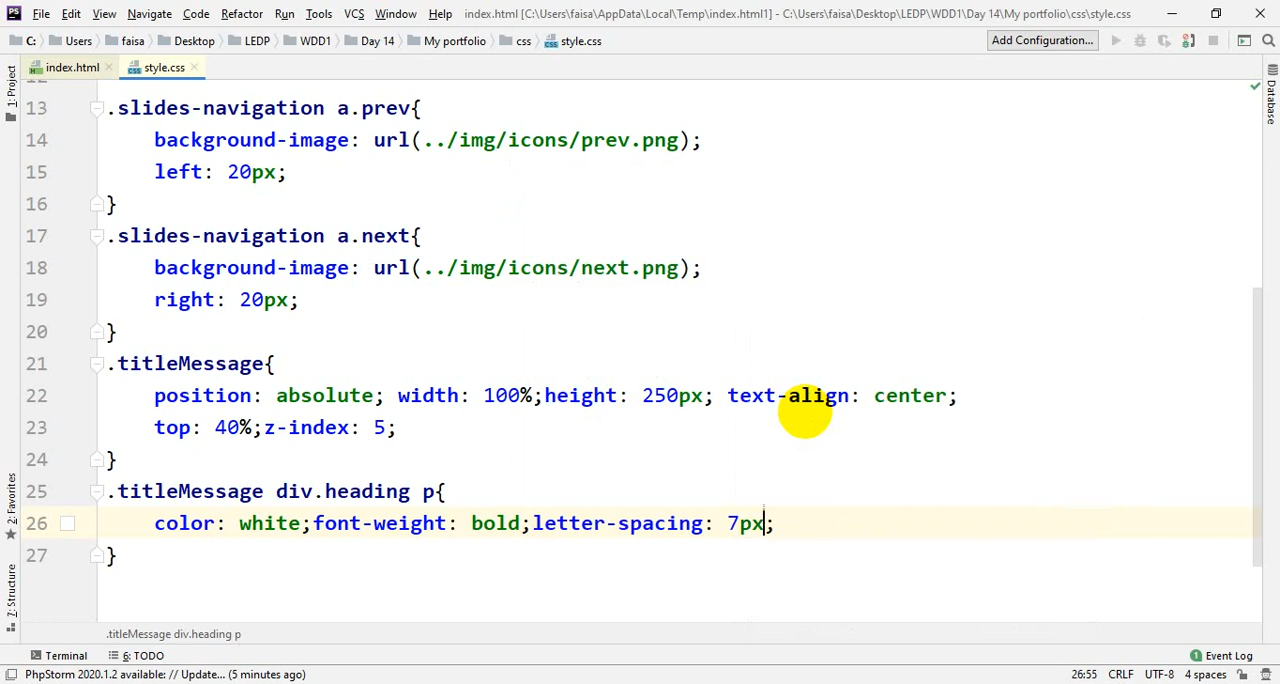 PS File Edit View Navigate Code Refactor Run Tools VCS Window Help index.html [C:\Users\faisa\AppData\Local\Temp\index.html1] - C:\Users\faisa\Desktop\LEDP\WDD1\Day 14\My portfolio\css\style.css
C: Users faisa Desktop LEDP WDD1 Day 14 My portfolio css style.css Add Configuration...
index.html style.css
1: Project
Database
13 .slides-navigation a.prev{
14 background-image: url(../img/icons/prev.png);
15 left: 20px;
16 }
17 .slides-navigation a.next{
18 background-image: url(../img/icons/next.png);
19 right: 20px;
20 }
21 .titleMessage{
22 position: absolute; width: 100%;height: 250px; text-align: center;
23 top: 40%;z-index: 5;
24 }
25 .titleMessage div.heading p{
26 color: white;font-weight: bold;letter-spacing: 7px;
27 }
2: Favorites
Z: Structure
.titleMessage div.heading p
Terminal 6: TODO 1 Event Log
PhpStorm 2020.1.2 available: // Update... (5 minutes ago) 26:55 CRLF UTF-8 4 spaces